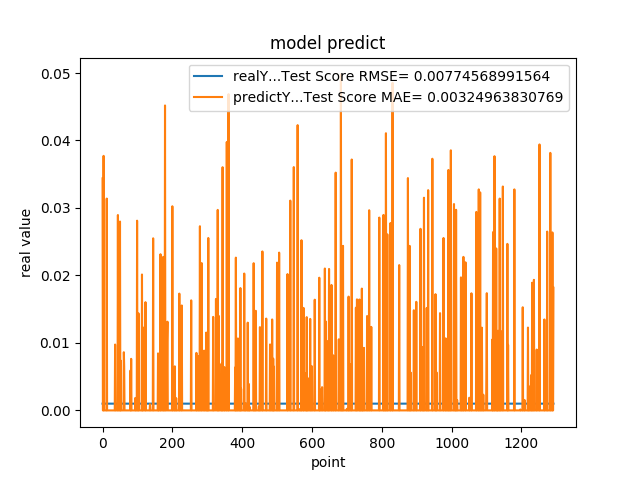 model predict
realY...Test Score RMSE= 0.00774568991564
predictY...Test Score MAE= 0.00324963830769
0.05
0.04
0.03
0.02
0.01
0.00
real value
0 200 400 600 800 1000 1200
point